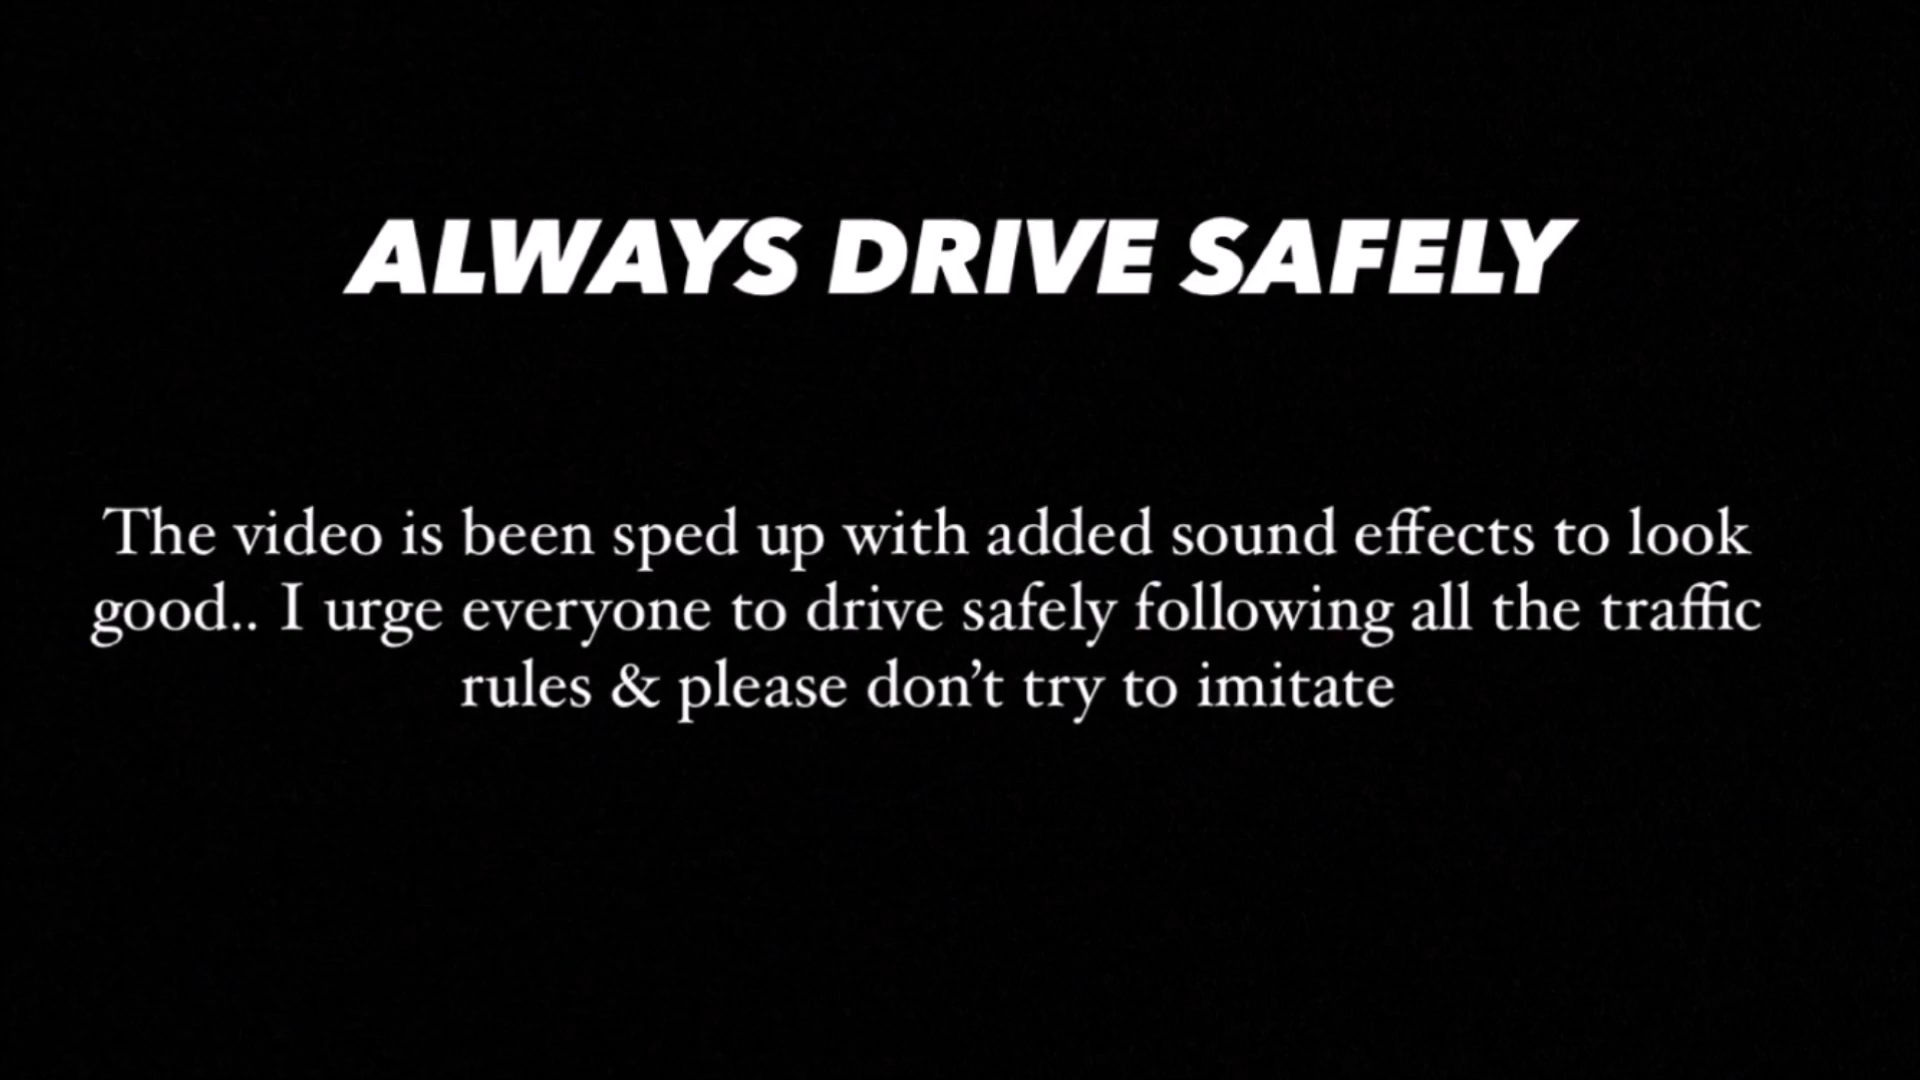 ALWAYS DRIVE SAFELY
The video is been sped up with added sound effects to look
good.. I urge everyone to drive safely following all the traffic
rules & please don’t try to imitate